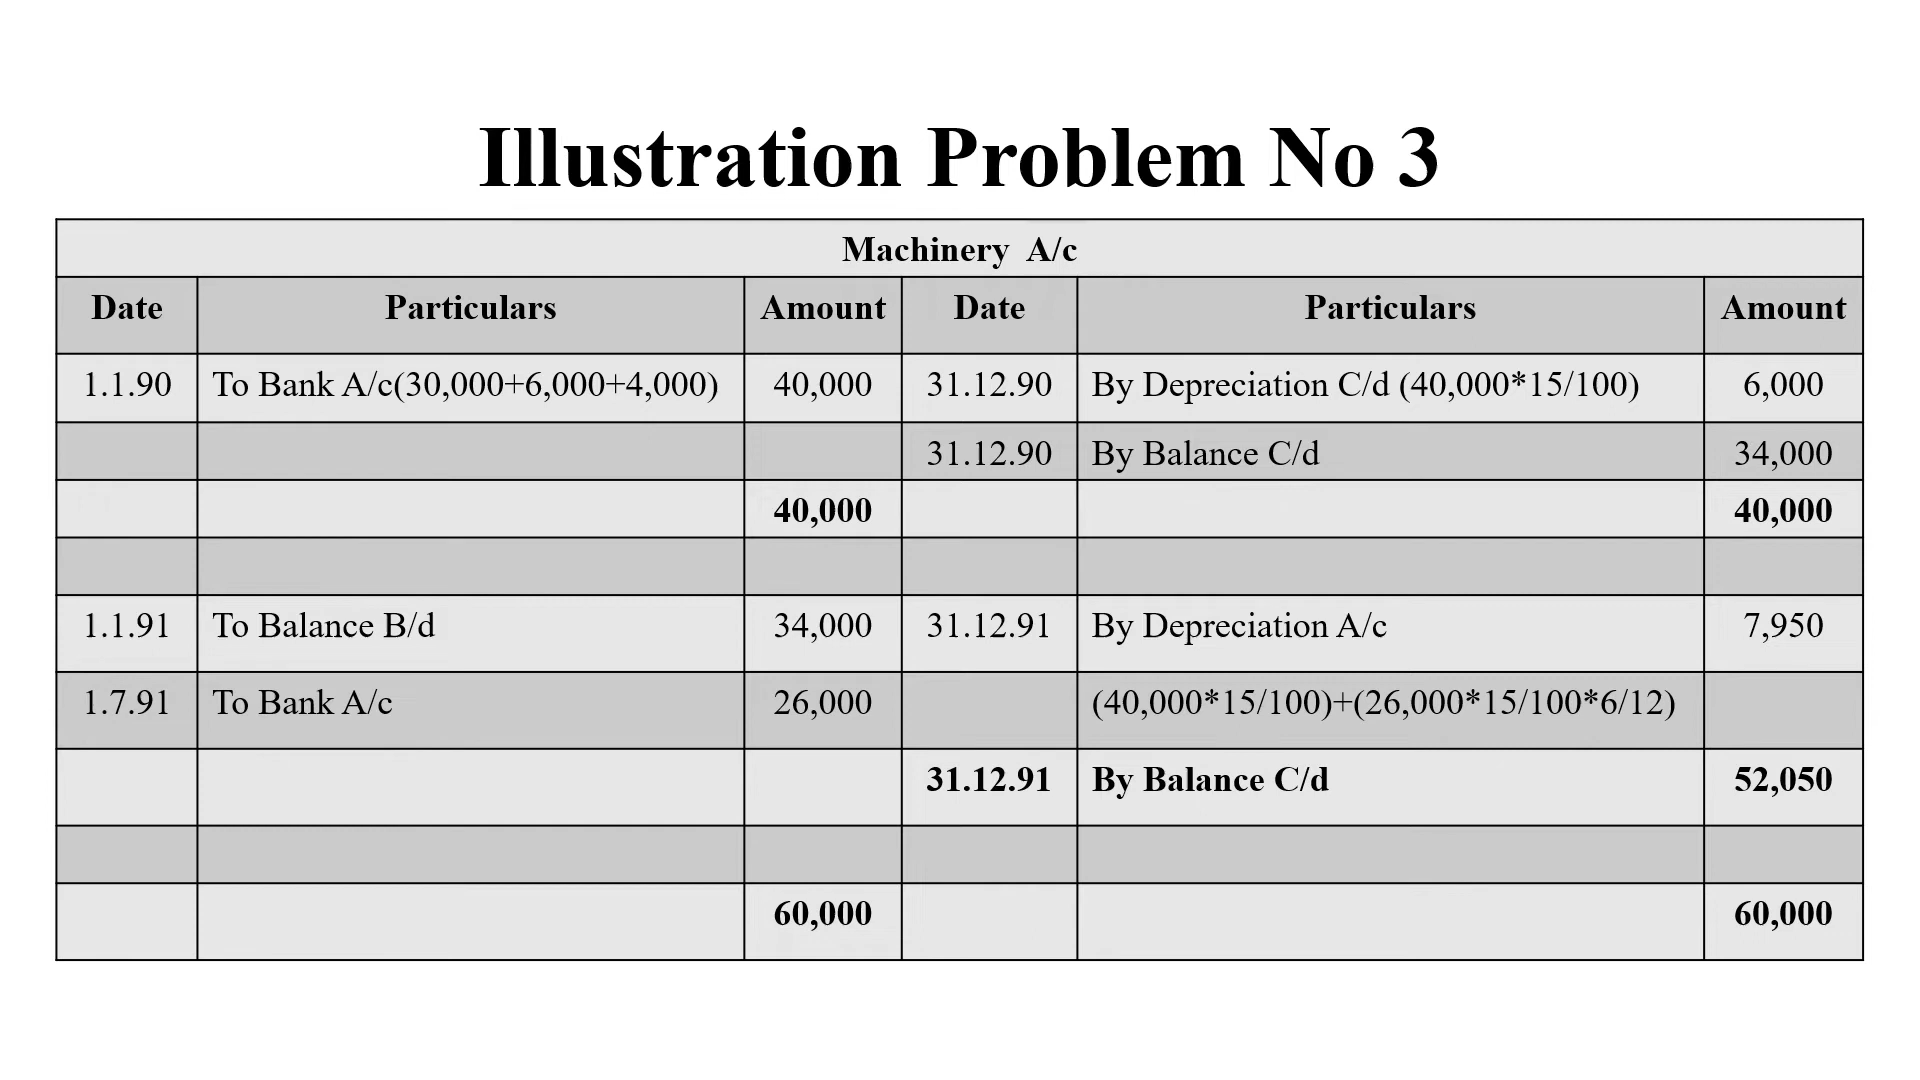 Illustration Problem No 3
Machinery A/c
Date Particulars Amount Date Particulars Amount
1.1.90 To Bank A/c(30,000+6,000+4,000) 40,000 31.12.90 By Depreciation C/d (40,000*15/100) 6,000
31.12.90 By Balance C/d 34,000
40,000 40,000
1.1.91 To Balance B/d 34,000 31.12.91 By Depreciation A/c 7,950
1.7.91 To Bank A/c 26,000 (40,000*15/100)+(26,000*15/100*6/12)
31.12.91 By Balance C/d 52,050
60,000 60,000